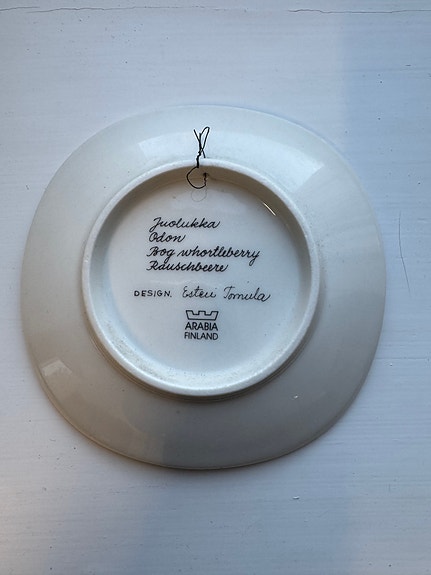 Juolukka
Odon
Bog whortleberry
Rauschbeere
DESIGN. Esteri Tomula
ARABIA
FINLAND